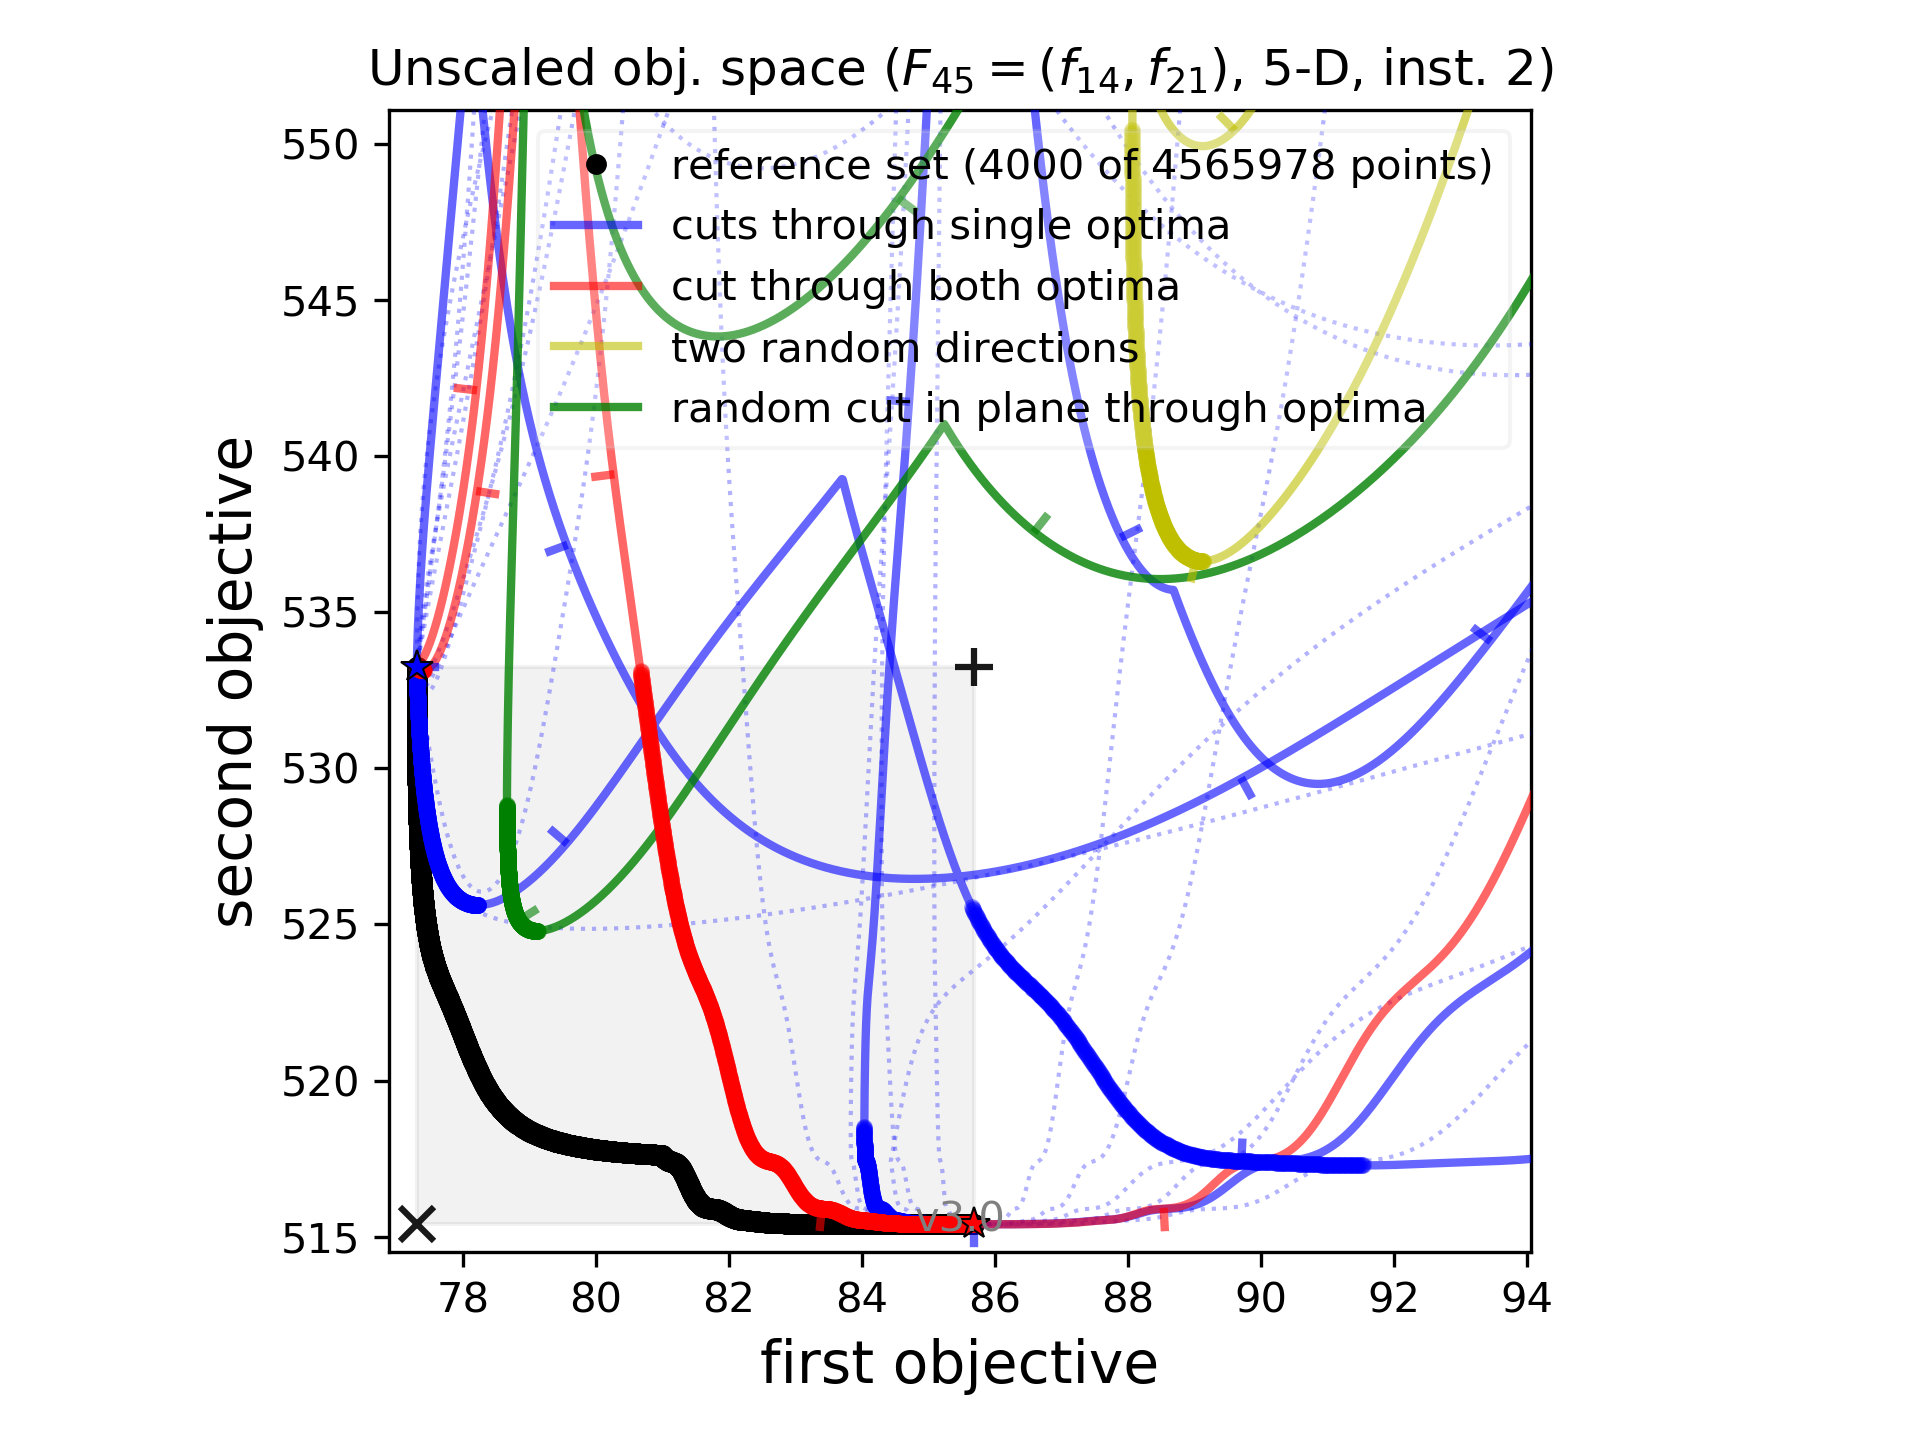 Unscaled obj. space (F45 = (f14, f21), 5-D, inst. 2)
reference set (4000 of 4565978 points)
cuts through single optima
cut through both optima
two random directions
random cut in plane through optima
second objective
550
545
540
535
530
525
520
515
v3.0
78 80 82 84 86 88 90 92 94
first objective